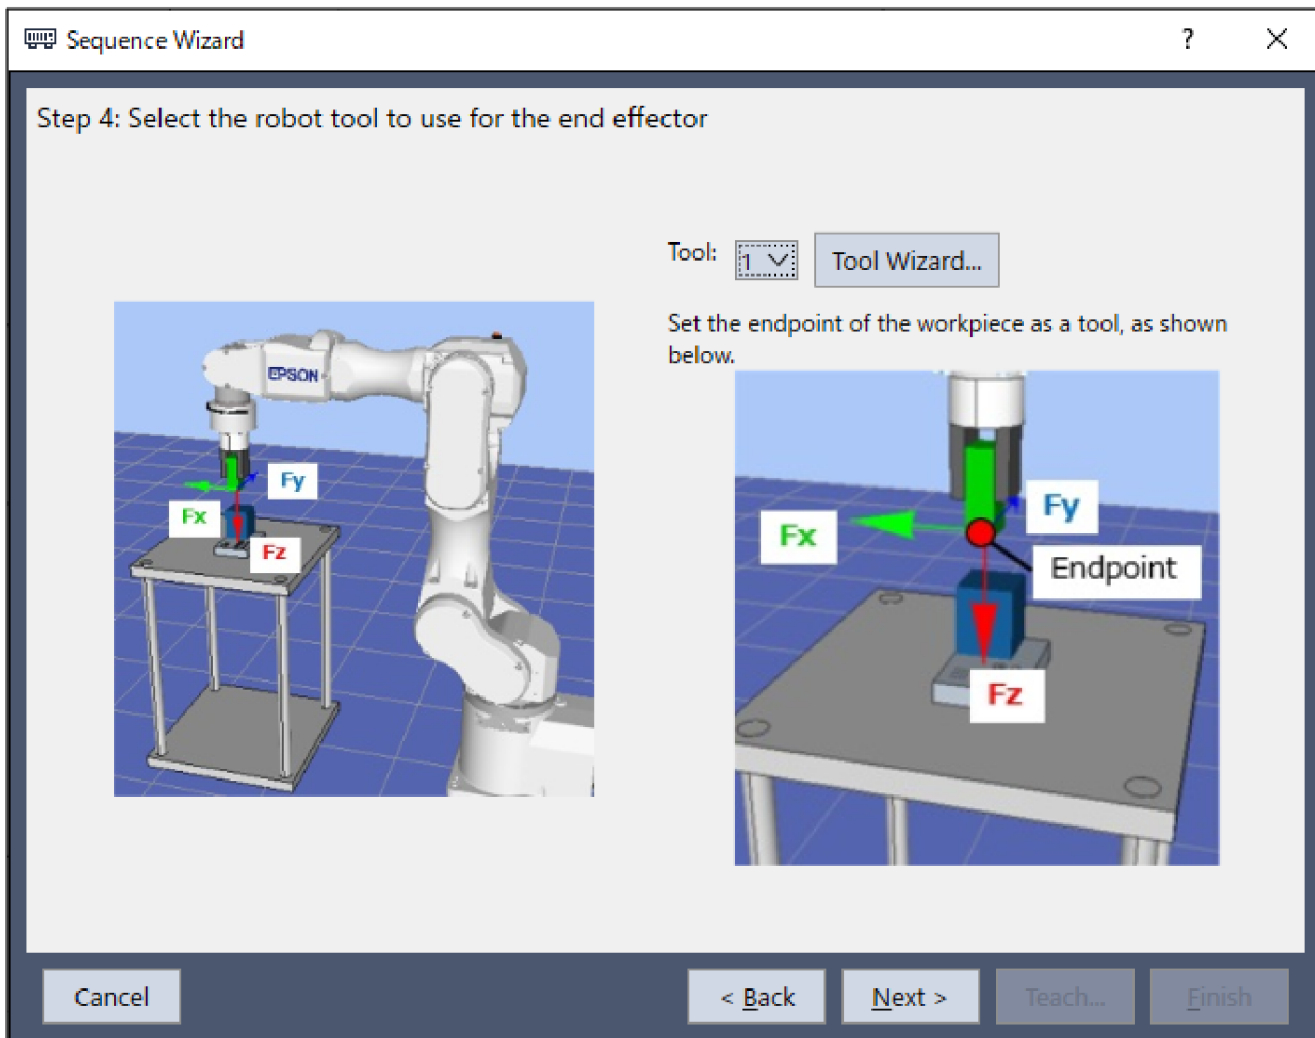 Sequence Wizard
?
Step 4: Select the robot tool to use for the end effector
Tool:
1
Tool Wizard...
Set the endpoint of the workpiece as a tool, as shown
below.
EPSON
Fy
Fx
Fz
Fy
Fx
Endpoint
Fz
Cancel
< Back
Next >
Teach...
Finish